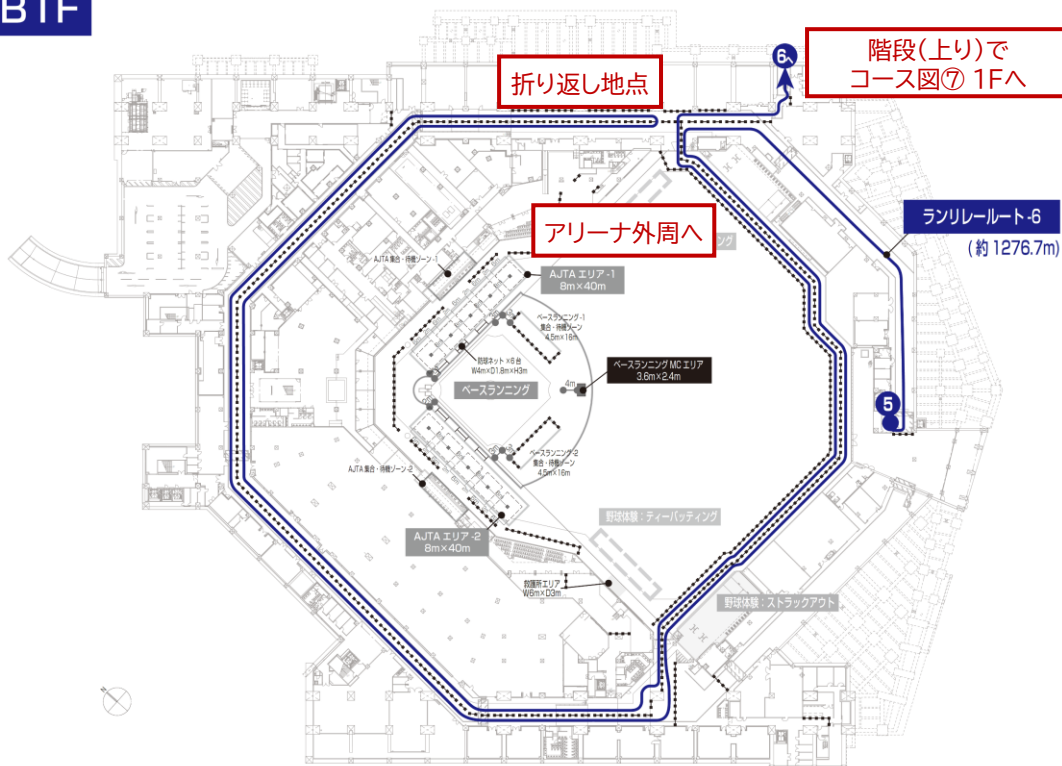 B1F
折り返し地点
6へ
階段(上り)で
コース図⑦ 1Fへ
アリーナ外周へ
ランリレールート-6
(約1276.7m)
AJTA 集合・待機ゾーン-1
AJTA エリア-1
8m×40m
ベースランニング-1
集合・待機ゾーン
4.5m×16m
防球ネット×6台
W4m×D1.8m×H3m
ベースランニング
4m
ベースランニング MC エリア
3.6m×2.4m
5
ベースランニング-2
集合・待機ゾーン
4.5m×16m
AJTA 集合・待機ゾーン-2
AJTA エリア-2
8m×40m
野球体験:ティーバッティング
救護所エリア
W6m×D3m
野球体験:ストラックアウト
N